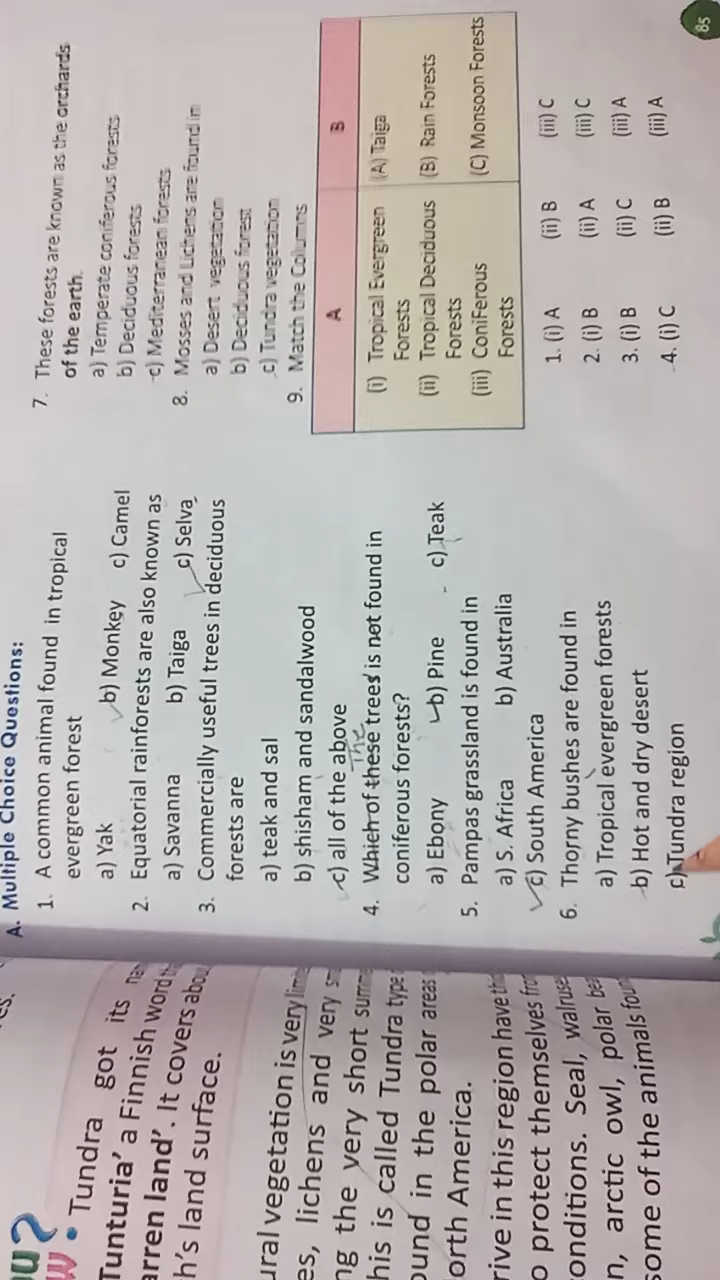 ou?
w • Tundra got its
Tunturia' a Finnish word
arren land'. It covers
h's land surface.
ural vegetation is very
es, lichens and very
ng the very short
his is called Tundra type
ound in the polar areas
orth America.
rive in this region have
o protect themselves
onditions. Seal,
n, arctic owl, polar
some of the animals
A. Multiple Choice Questions:
1. A common animal found in tropical
evergreen forest
a) Yak b) Monkey c) Camel
2. Equatorial rainforests are also known as
a) Savanna b) Taiga c) Selva
3. Commercially useful trees in deciduous
forests are
a) teak and sal
b) shisham and sandalwood
c) all of the above
The
4. Which of these trees is not found in
coniferous forests?
a) Ebony b) Pine c) Teak
5. Pampas grassland is found in
a) S. Africa b) Australia
c) South America
6. Thorny bushes are found in
a) Tropical evergreen forests
b) Hot and dry desert
c) Tundra region
7. These forests are known as the orchards
of the earth.
a) Temperate coniferous forests
b) Deciduous forests
c) Mediterranean forests
8. Mosses and Lichens are found in
a) Desert vegetation
b) Deciduous forest
c) Tundra vegetation
9. Match the Columns
A B
(i) Tropical Evergreen (A) Taiga
Forests
(ii) Tropical Deciduous (B) Rain Forests
Forests
(iii) ConiFerous (C) Monsoon Forests
Forests
1. (i) A (ii) B (iii) C
2. (i) B (ii) A (iii) C
3. (i) B (ii) C (iii) A
4. (i) C (ii) B (iii) A
85